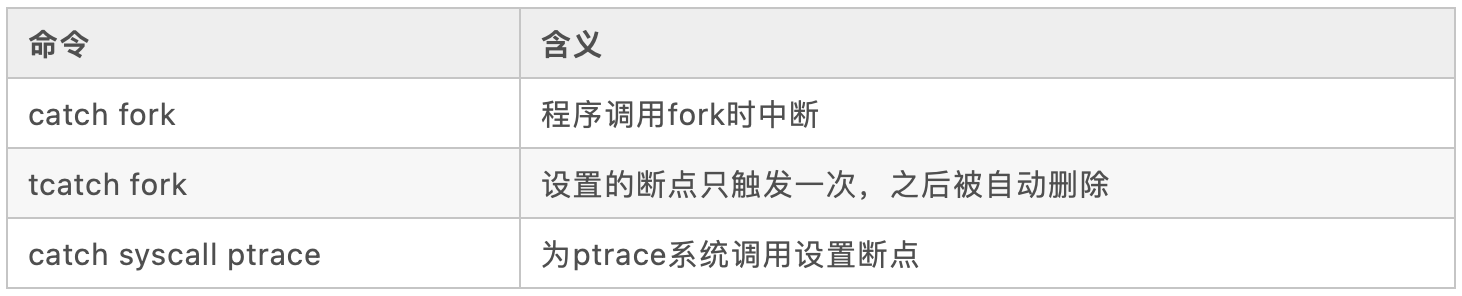 命令 含义
catch fork 程序调用fork时中断
tcatch fork 设置的断点只触发一次，之后被自动删除
catch syscall ptrace 为ptrace系统调用设置断点